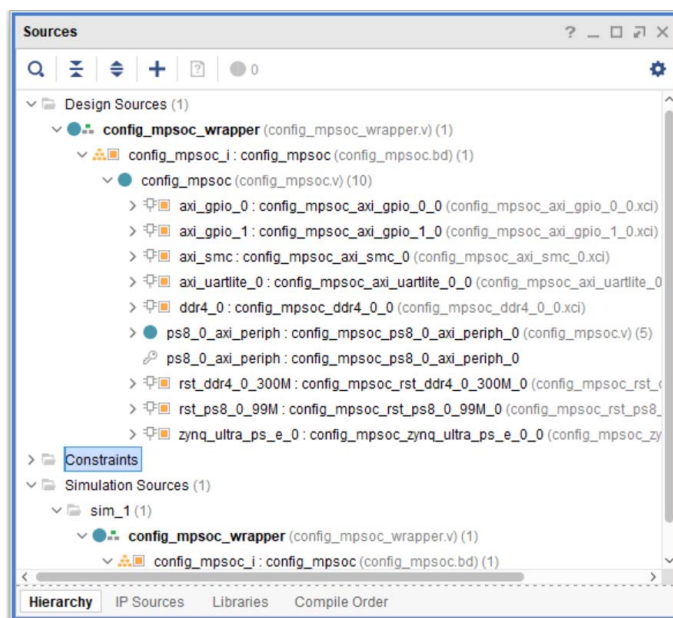 Sources
? _ X
0
Design Sources (1)
config_mpsoc_wrapper (config_mpsoc_wrapper.v) (1)
config_mpsoc_i : config_mpsoc (config_mpsoc.bd) (1)
config_mpsoc (config_mpsoc.v) (10)
axi_gpio_0 : config_mpsoc_axi_gpio_0_0 (config_mpsoc_axi_gpio_0_0.xci)
axi_gpio_1 : config_mpsoc_axi_gpio_1_0 (config_mpsoc_axi_gpio_1_0.xci)
axi_smc : config_mpsoc_axi_smc_0 (config_mpsoc_axi_smc_0.xci)
axi_uartlite_0 : config_mpsoc_axi_uartlite_0_0 (config_mpsoc_axi_uartlite_0
ddr4_0 : config_mpsoc_ddr4_0_0 (config_mpsoc_ddr4_0_0.xci)
ps8_0_axi_periph : config_mpsoc_ps8_0_axi_periph_0 (config_mpsoc.v) (5)
ps8_0_axi_periph : config_mpsoc_ps8_0_axi_periph_0
rst_ddr4_0_300M : config_mpsoc_rst_ddr4_0_300M_0 (config_mpsoc_rst_
rst_ps8_0_99M : config_mpsoc_rst_ps8_0_99M_0 (config_mpsoc_rst_ps8_
zynq_ultra_ps_e_0 : config_mpsoc_zynq_ultra_ps_e_0_0 (config_mpsoc_zy
Constraints
Simulation Sources (1)
sim_1 (1)
config_mpsoc_wrapper (config_mpsoc_wrapper.v) (1)
config_mpsoc_i : config_mpsoc (config_mpsoc.bd) (1)
Hierarchy IP Sources Libraries Compile Order